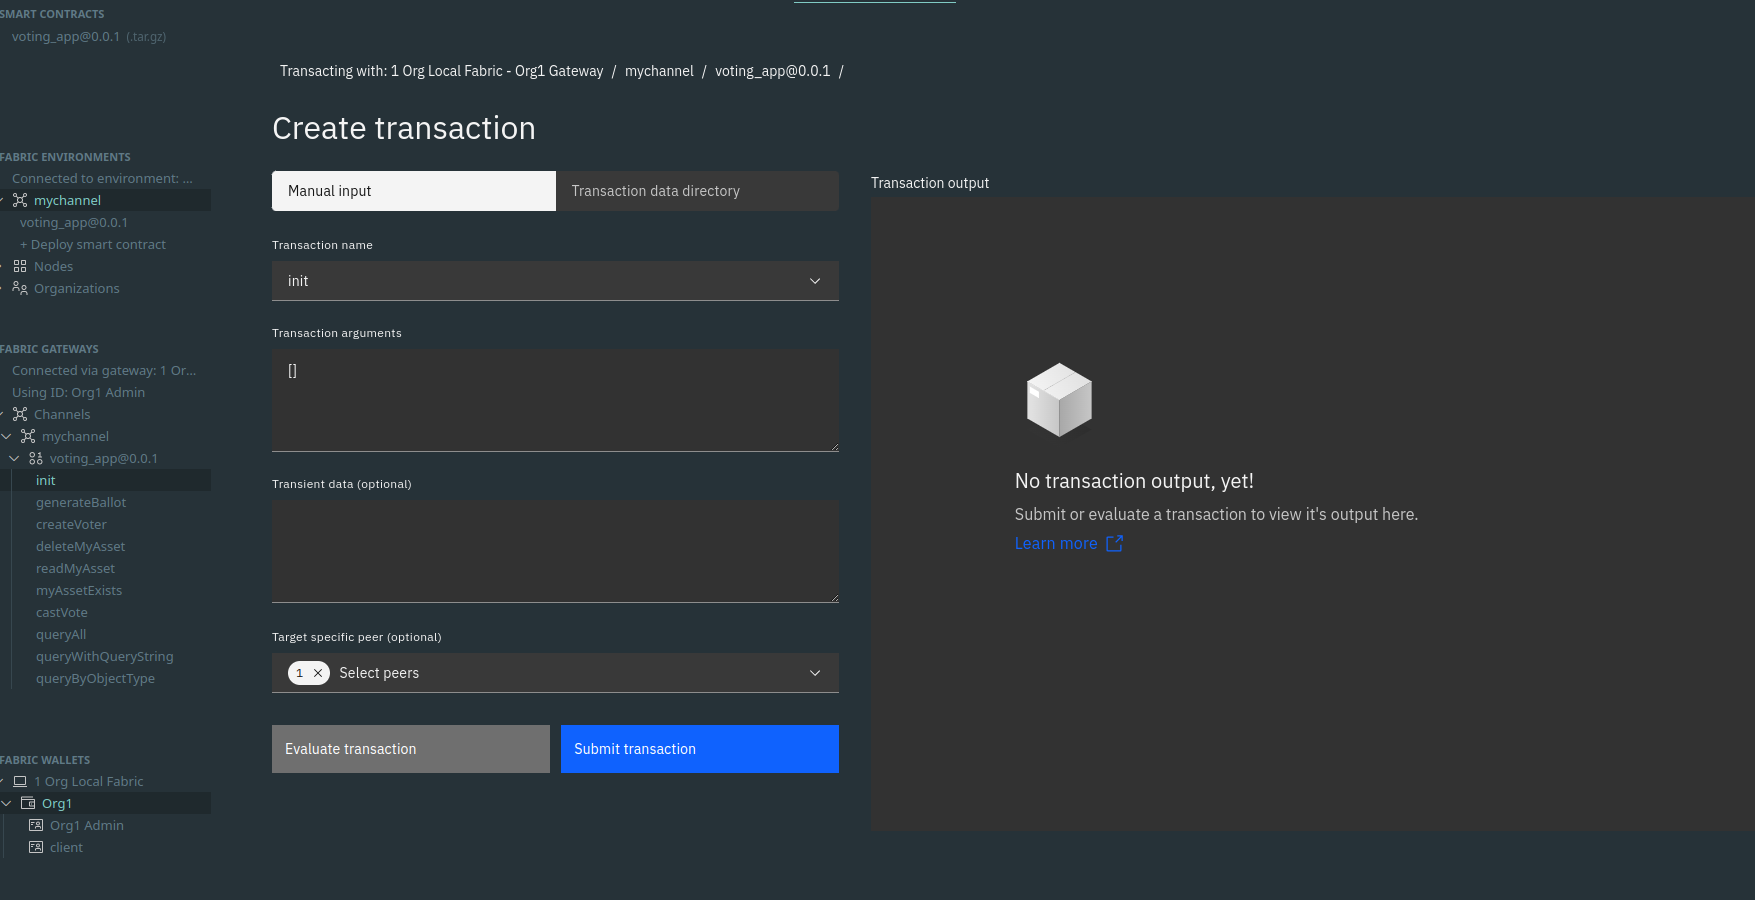 SMART CONTRACTS
voting_app@0.0.1 (.tar.gz)
FABRIC ENVIRONMENTS
Connected to environment: ...
mychannel
voting_app@0.0.1
+ Deploy smart contract
Nodes
Organizations
FABRIC GATEWAYS
Connected via gateway: 1 Or...
Using ID: Org1 Admin
Channels
mychannel
voting_app@0.0.1
init
generateBallot
createVoter
deleteMyAsset
readMyAsset
myAssetExists
castVote
queryAll
queryWithQueryString
queryByObjectType
FABRIC WALLETS
1 Org Local Fabric
Org1
Org1 Admin
client
Transacting with: 1 Org Local Fabric - Org1 Gateway / mychannel / voting_app@0.0.1 /
Create transaction
Manual input
Transaction data directory
Transaction name
init
Transaction arguments
[]
Transient data (optional)
Target specific peer (optional)
1 Select peers
Evaluate transaction
Submit transaction
Transaction output
No transaction output, yet!
Submit or evaluate a transaction to view it's output here.
Learn more